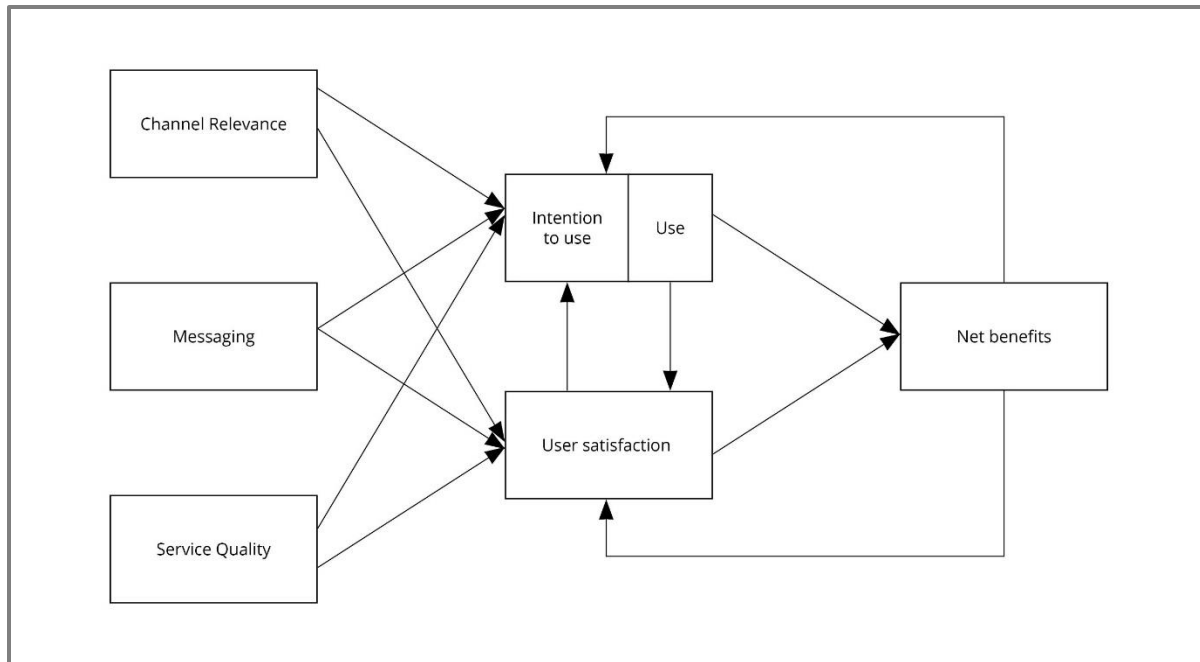 Channel Relevance
Intention
to use
Use
Messaging
Net benefits
User satisfaction
Service Quality